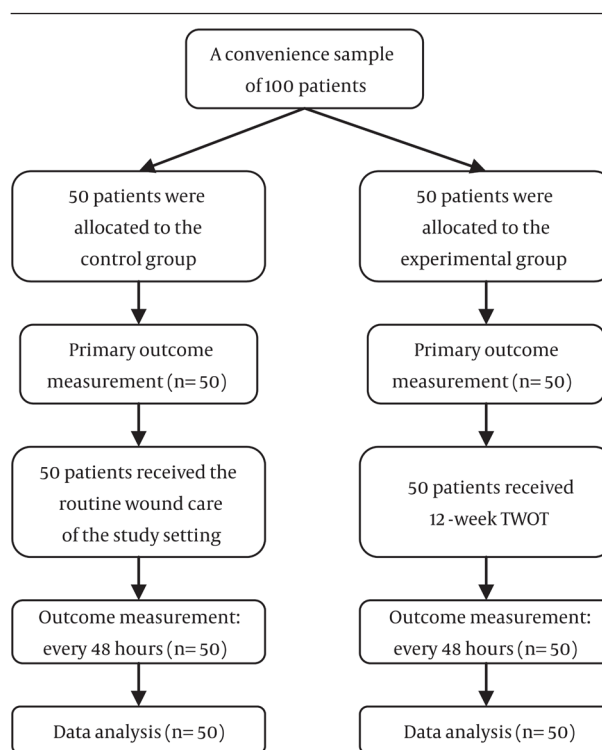 A convenience sample
of 100 patients
50 patients were
allocated to the
control group
50 patients were
allocated to the
experimental group
Primary outcome
measurement (n= 50)
Primary outcome
measurement (n= 50)
50 patients received the
routine wound care
of the study setting
50 patients received
12-week TWOT
Outcome measurement:
every 48 hours (n= 50)
Outcome measurement:
every 48 hours (n= 50)
Data analysis (n= 50)
Data analysis (n= 50)